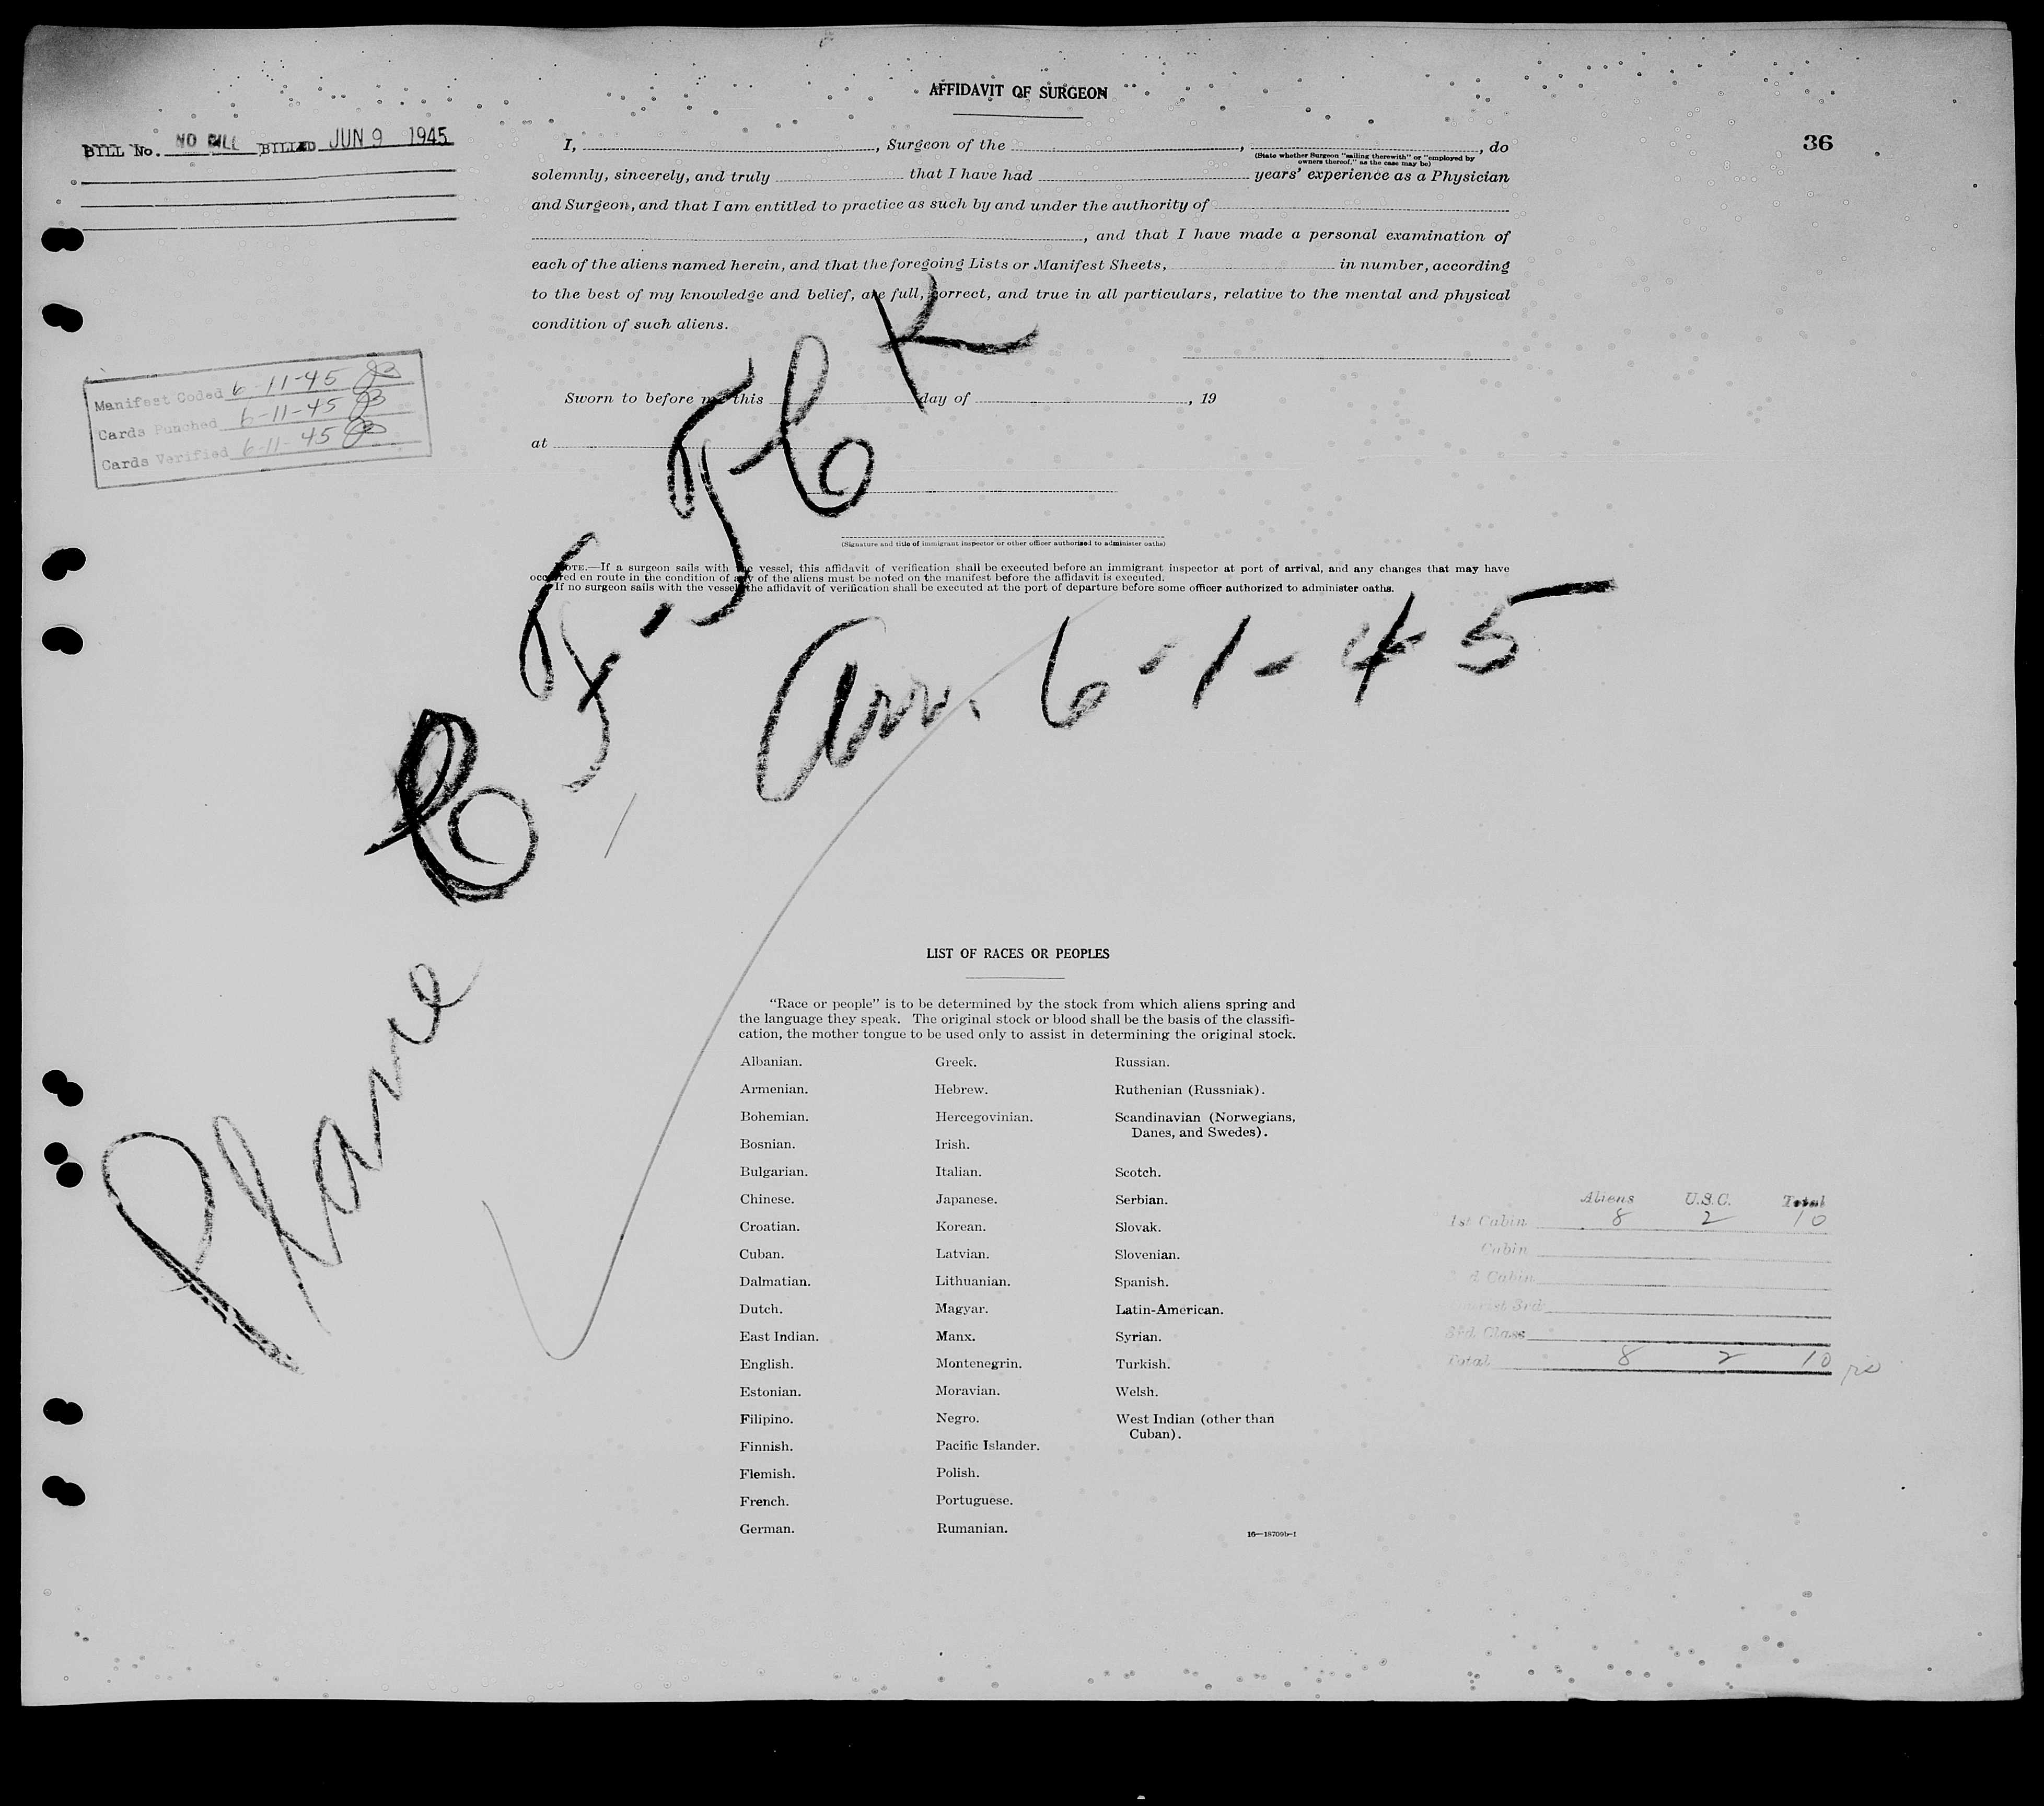 AFFIDAVIT OF SURGEON
BILL No. NO BILL BILLED JUN 9 1945
36
I, , Surgeon of the , , do
(State whether Surgeon "sailing therewith" or "employed by
owners thereof," as the case may be)
solemnly, sincerely, and truly that I have had years' experience as a Physician
and Surgeon, and that I am entitled to practice as such by and under the authority of
, and that I have made a personal examination of
each of the aliens named herein, and that the foregoing Lists or Manifest Sheets, in number, according
to the best of my knowledge and belief, are full, correct, and true in all particulars, relative to the mental and physical
condition of such aliens.
Manifest Coded 6-11-45
Cards Punched 6-11-45
Cards Verified 6-11-45
Sworn to before me this day of , 19
at
(Signature and title of immigrant inspector or other officer authorized to administer oaths)
NOTE.—If a surgeon sails with the vessel, this affidavit of verification shall be executed before an immigrant inspector at port of arrival, and any changes that may have
occurred en route in the condition of any of the aliens must be noted on the manifest before the affidavit is executed.
If no surgeon sails with the vessel, the affidavit of verification shall be executed at the port of departure before some officer authorized to administer oaths.
Plane CF-TCK
Arr. 6-1-45
LIST OF RACES OR PEOPLES
"Race or people" is to be determined by the stock from which aliens spring and
the language they speak. The original stock or blood shall be the basis of the classifi-
cation, the mother tongue to be used only to assist in determining the original stock.
Albanian. Greek. Russian.
Armenian. Hebrew. Ruthenian (Russniak).
Bohemian. Hercegovinian. Scandinavian (Norwegians,
Danes, and Swedes).
Bosnian. Irish.
Bulgarian. Italian. Scotch.
Chinese. Japanese. Serbian.
Croatian. Korean. Slovak.
Cuban. Latvian. Slovenian.
Dalmatian. Lithuanian. Spanish.
Dutch. Magyar. Latin-American.
East Indian. Manx. Syrian.
English. Montenegrin. Turkish.
Estonian. Moravian. Welsh.
Filipino. Negro. West Indian (other than
Cuban).
Finnish. Pacific Islander.
Flemish. Polish.
French. Portuguese.
German. Rumanian.
16—18709b-1
Aliens U.S.C. Total
1st Cabin 8 2 10
Cabin
2nd Cabin
Tourist 3rd
3rd Class
Total 8 2 10